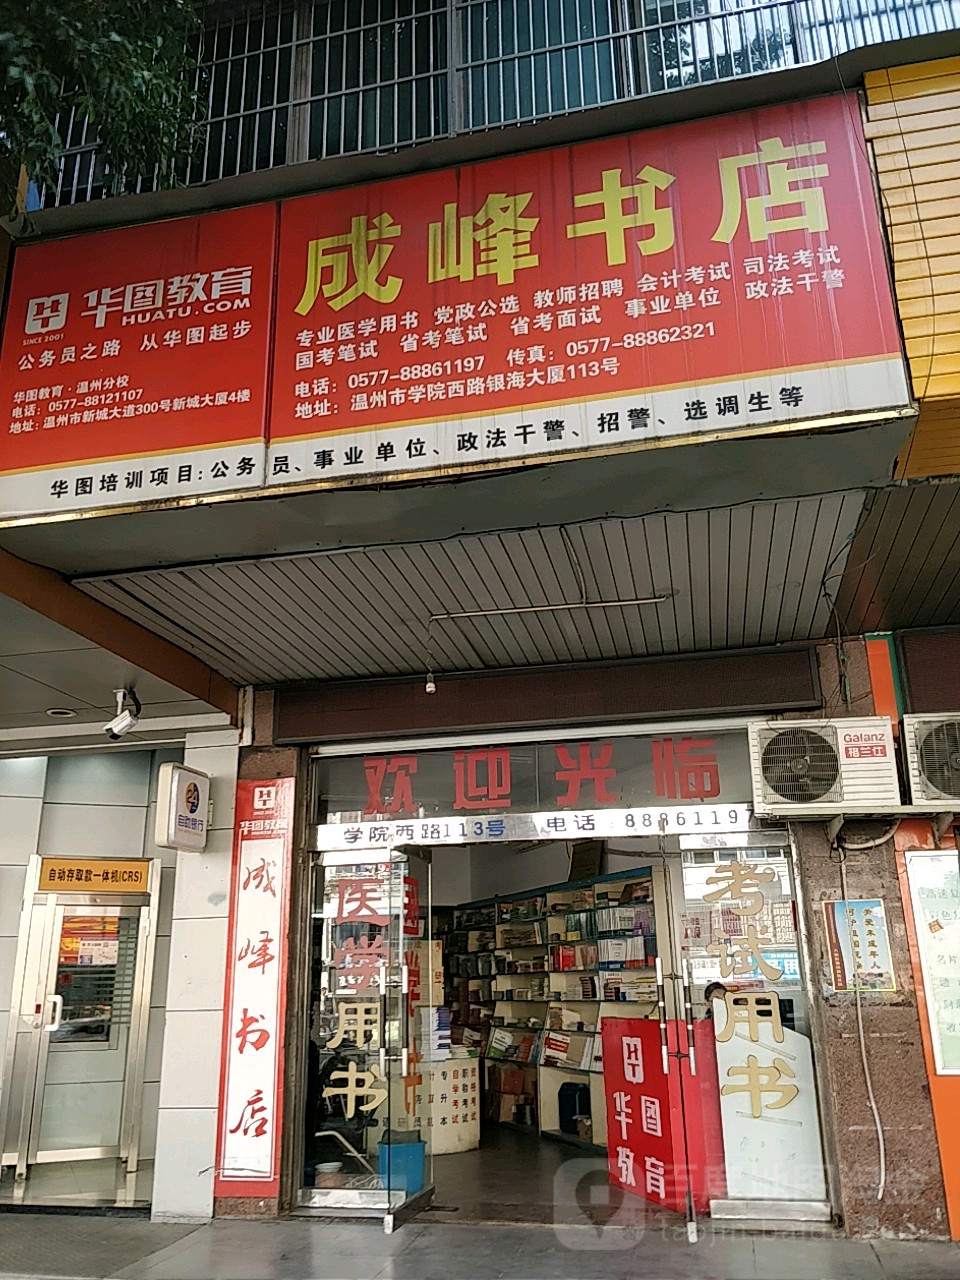 成峰书店
华图教育
HUATU.COM
SINCE 2001
公务员之路 从华图起步
华图教育·温州分校
电话：0577-88121107
地址：温州市新城大道300号新城大厦4楼
专业医学用书 党政公选 教师招聘 会计考试 司法考试
国考笔试 省考笔试 省考面试 事业单位 政法干警
电话：0577-88861197 传真：0577-88862321
地址：温州市学院西路银海大厦113号
华图培训项目：公务员、事业单位、政法干警、招警、选调生等
欢迎光临
学院西路113号 电话 88861197
Galanz
格兰仕
自助银行
自动存取款一体机(CRS)
华图教育
成峰书店
医学用书
考试用书
华图教育
名片